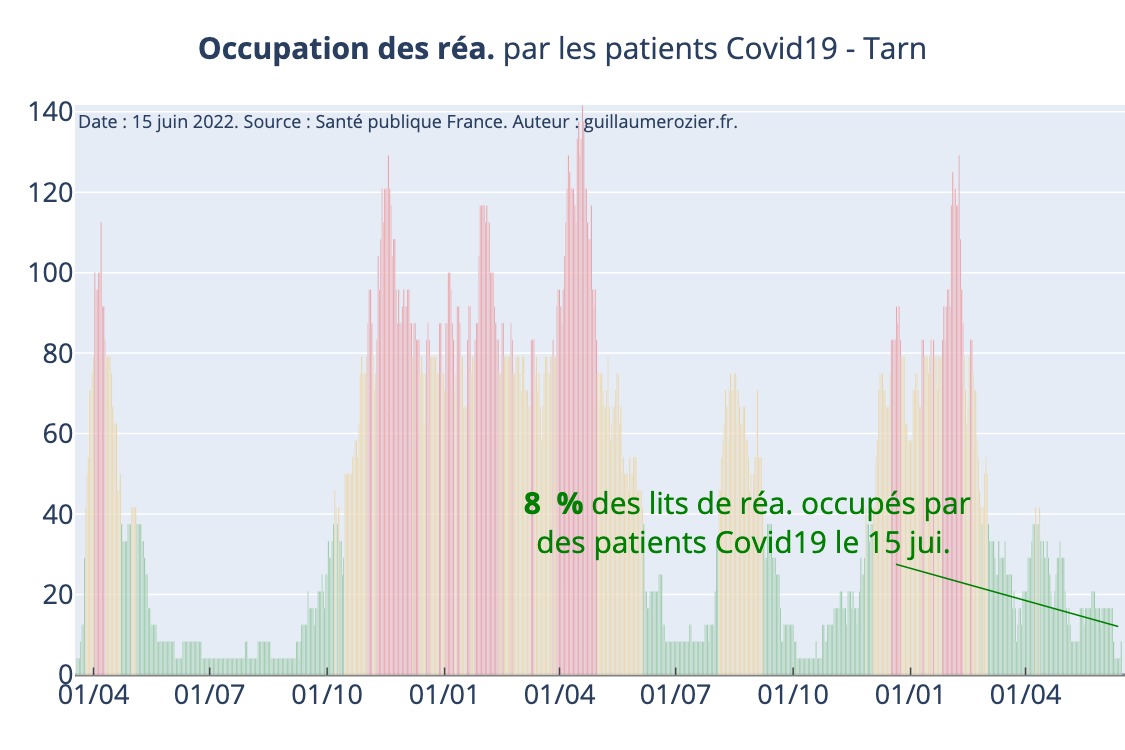 Occupation des réa. par les patients Covid19 - Tarn
140
Date : 15 juin 2022. Source : Santé publique France. Auteur : guillaumerozier.fr.
120
100
80
60
40
20
0
8 % des lits de réa. occupés par
des patients Covid19 le 15 jui.
01/04 01/07 01/10 01/01 01/04 01/07 01/10 01/01 01/04